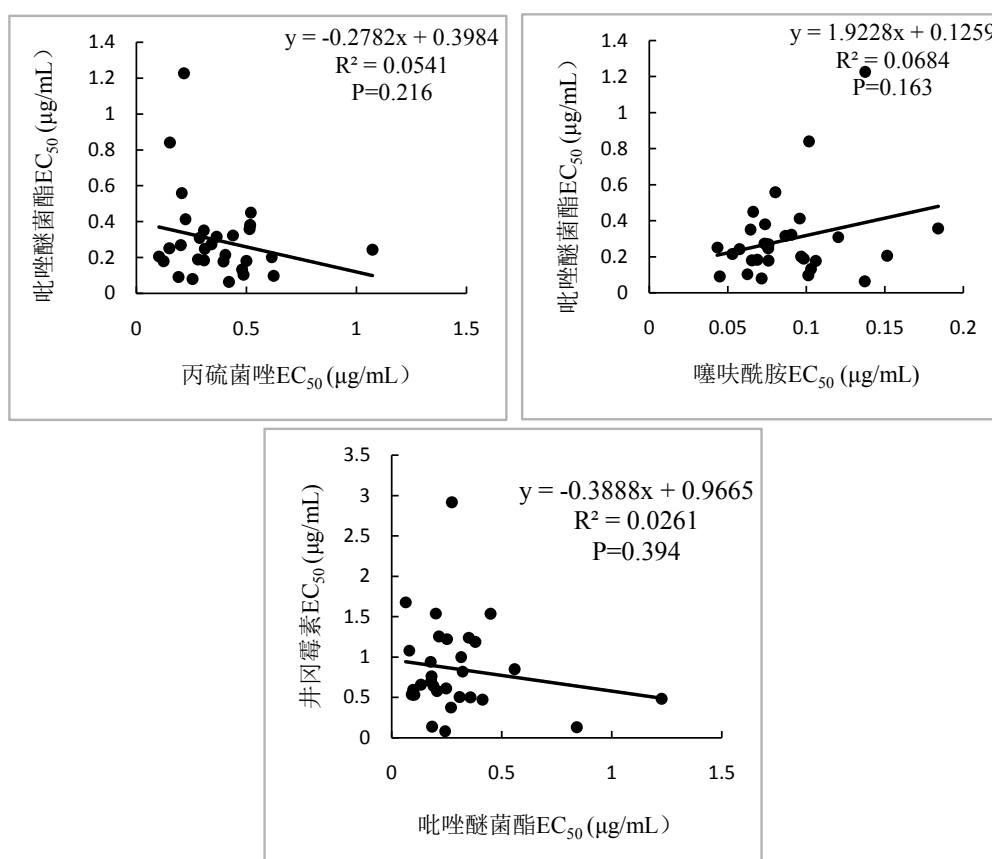 y = -0.2782x + 0.3984
R² = 0.0541
P=0.216
吡唑醚菌酯EC₅₀ (μg/mL)
1.4
1.2
1
0.8
0.6
0.4
0.2
0
0
0.5
1
1.5
丙硫菌唑EC₅₀ (μg/mL）
y = 1.9228x + 0.1259
R² = 0.0684
P=0.163
吡唑醚菌酯EC₅₀ (μg/mL)
1.4
1.2
1
0.8
0.6
0.4
0.2
0
0
0.05
0.1
0.15
0.2
噻呋酰胺EC₅₀ (μg/mL)
y = -0.3888x + 0.9665
R² = 0.0261
P=0.394
井冈霉素EC₅₀ (μg/mL)
3.5
3
2.5
2
1.5
1
0.5
0
0
0.5
1
1.5
吡唑醚菌酯EC₅₀ (μg/mL）